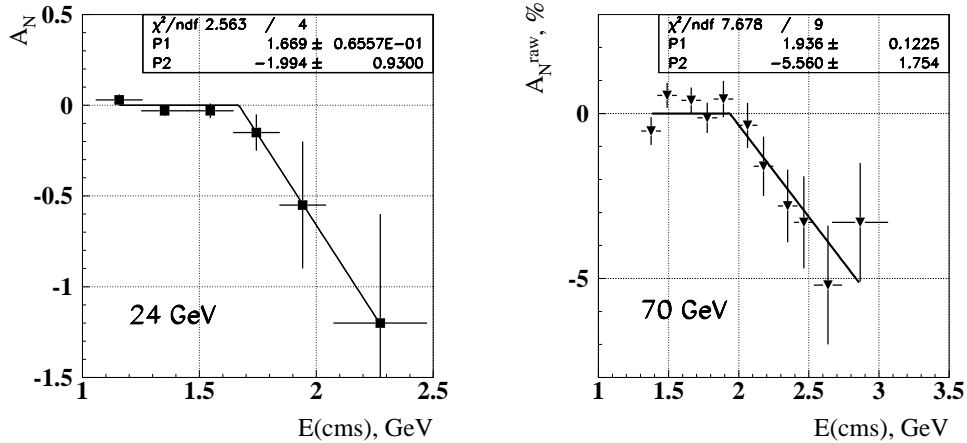 A_N
0.5
0
-0.5
-1
-1.5
χ²/ndf 2.563 / 4
P1 1.669 ± 0.6557E-01
P2 -1.994 ± 0.9300
24 GeV
1 1.5 2 2.5
E(cms), GeV
A_N^raw, %
0
-5
χ²/ndf 7.678 / 9
P1 1.936 ± 0.1225
P2 -5.560 ± 1.754
70 GeV
1 1.5 2 2.5 3 3.5
E(cms), GeV